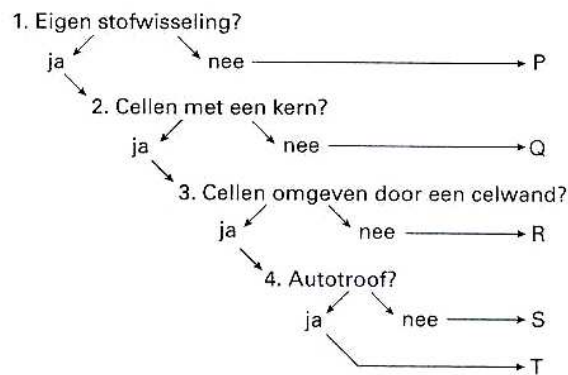 1. Eigen stofwisseling?
ja nee P
2. Cellen met een kern?
ja nee Q
3. Cellen omgeven door een celwand?
ja nee R
4. Autotroof?
ja nee S
T